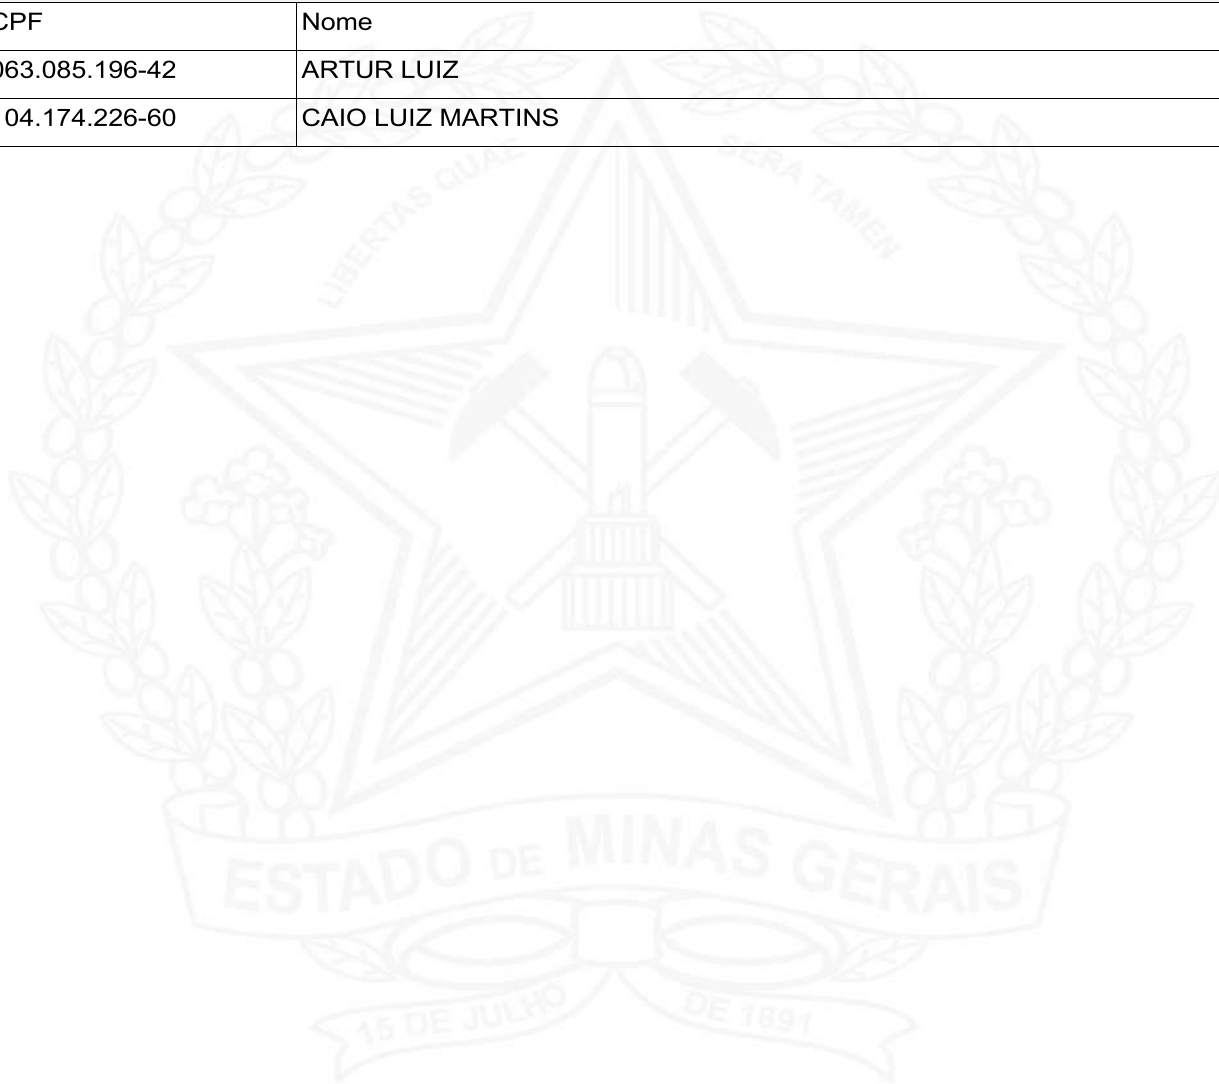 CPF Nome
063.085.196-42 ARTUR LUIZ
04.174.226-60 CAIO LUIZ MARTINS
LIBERTAS QUAE SERA TAMEN
ESTADO DE MINAS GERAIS
15 DE JULHO DE 1891